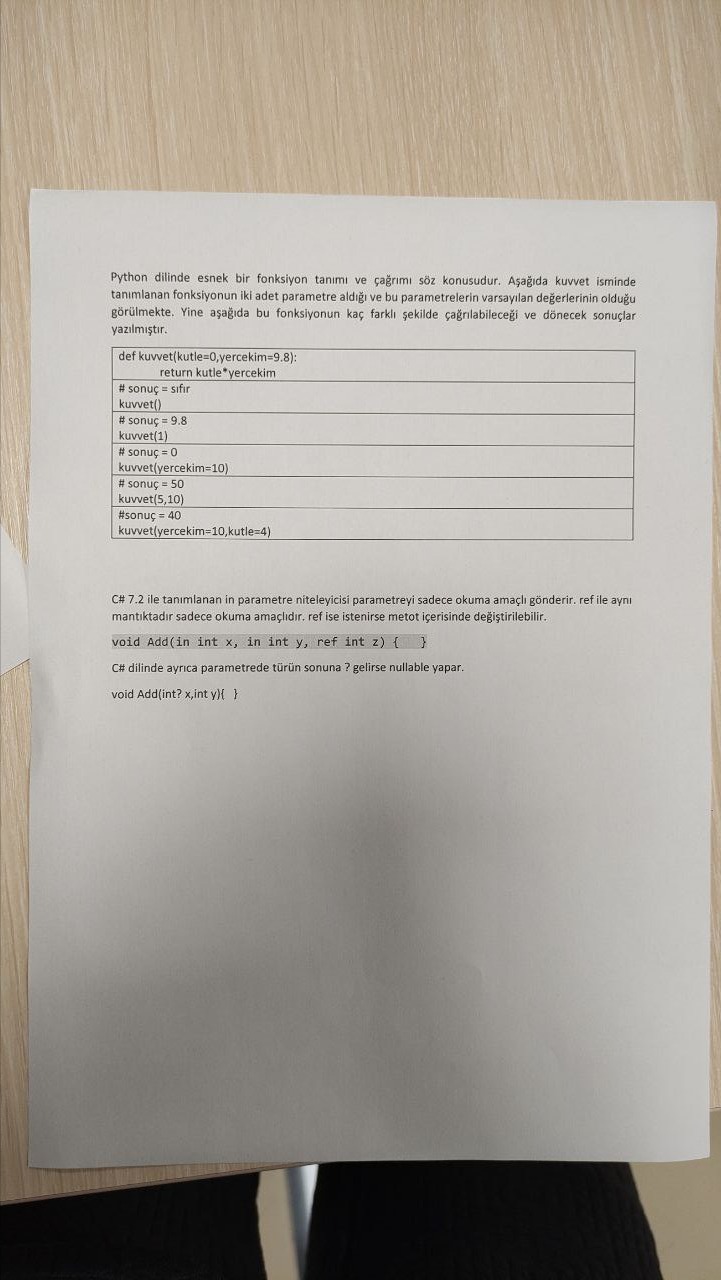 Python dilinde esnek bir fonksiyon tanımı ve çağrımı söz konusudur. Aşağıda kuvvet isminde
tanımlanan fonksiyonun iki adet parametre aldığı ve bu parametrelerin varsayılan değerlerinin olduğu
görülmekte. Yine aşağıda bu fonksiyonun kaç farklı şekilde çağrılabileceği ve dönecek sonuçlar
yazılmıştır.
def kuvvet(kutle=0,yercekim=9.8):
return kutle*yercekim
# sonuç = sıfır
kuvvet()
# sonuç = 9.8
kuvvet(1)
# sonuç = 0
kuvvet(yercekim=10)
# sonuç = 50
kuvvet(5,10)
#sonuç = 40
kuvvet(yercekim=10,kutle=4)
C# 7.2 ile tanımlanan in parametre niteleyicisi parametreyi sadece okuma amaçlı gönderir. ref ile aynı
mantıktadır sadece okuma amaçlıdır. ref ise istenirse metot içerisinde değiştirilebilir.
void Add(in int x, in int y, ref int z) {   }
C# dilinde ayrıca parametrede türün sonuna ? gelirse nullable yapar.
void Add(int? x,int y){  }